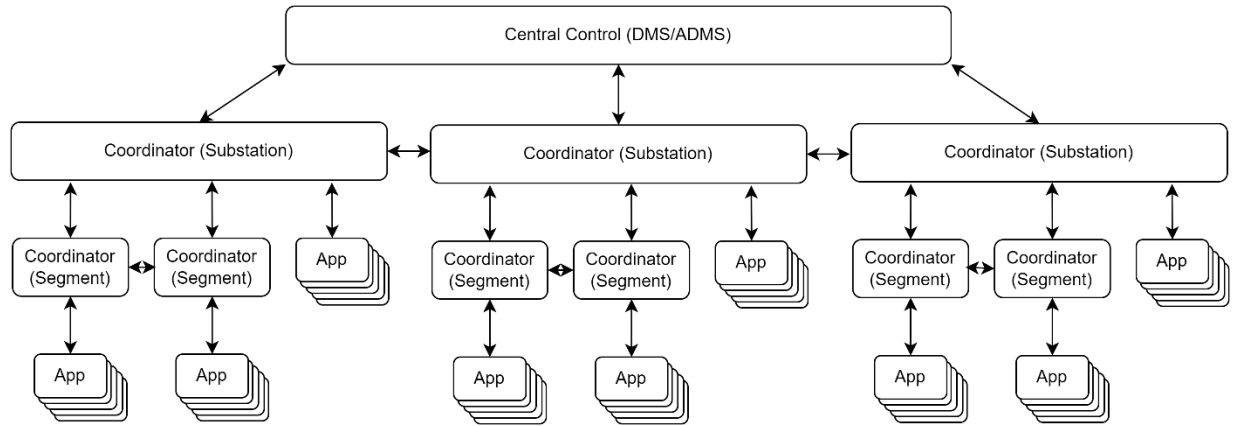 Central Control (DMS/ADMS)
Coordinator (Substation)
Coordinator (Substation)
Coordinator (Substation)
Coordinator
(Segment)
Coordinator
(Segment)
App
Coordinator
(Segment)
Coordinator
(Segment)
App
Coordinator
(Segment)
Coordinator
(Segment)
App
App
App
App
App
App
App